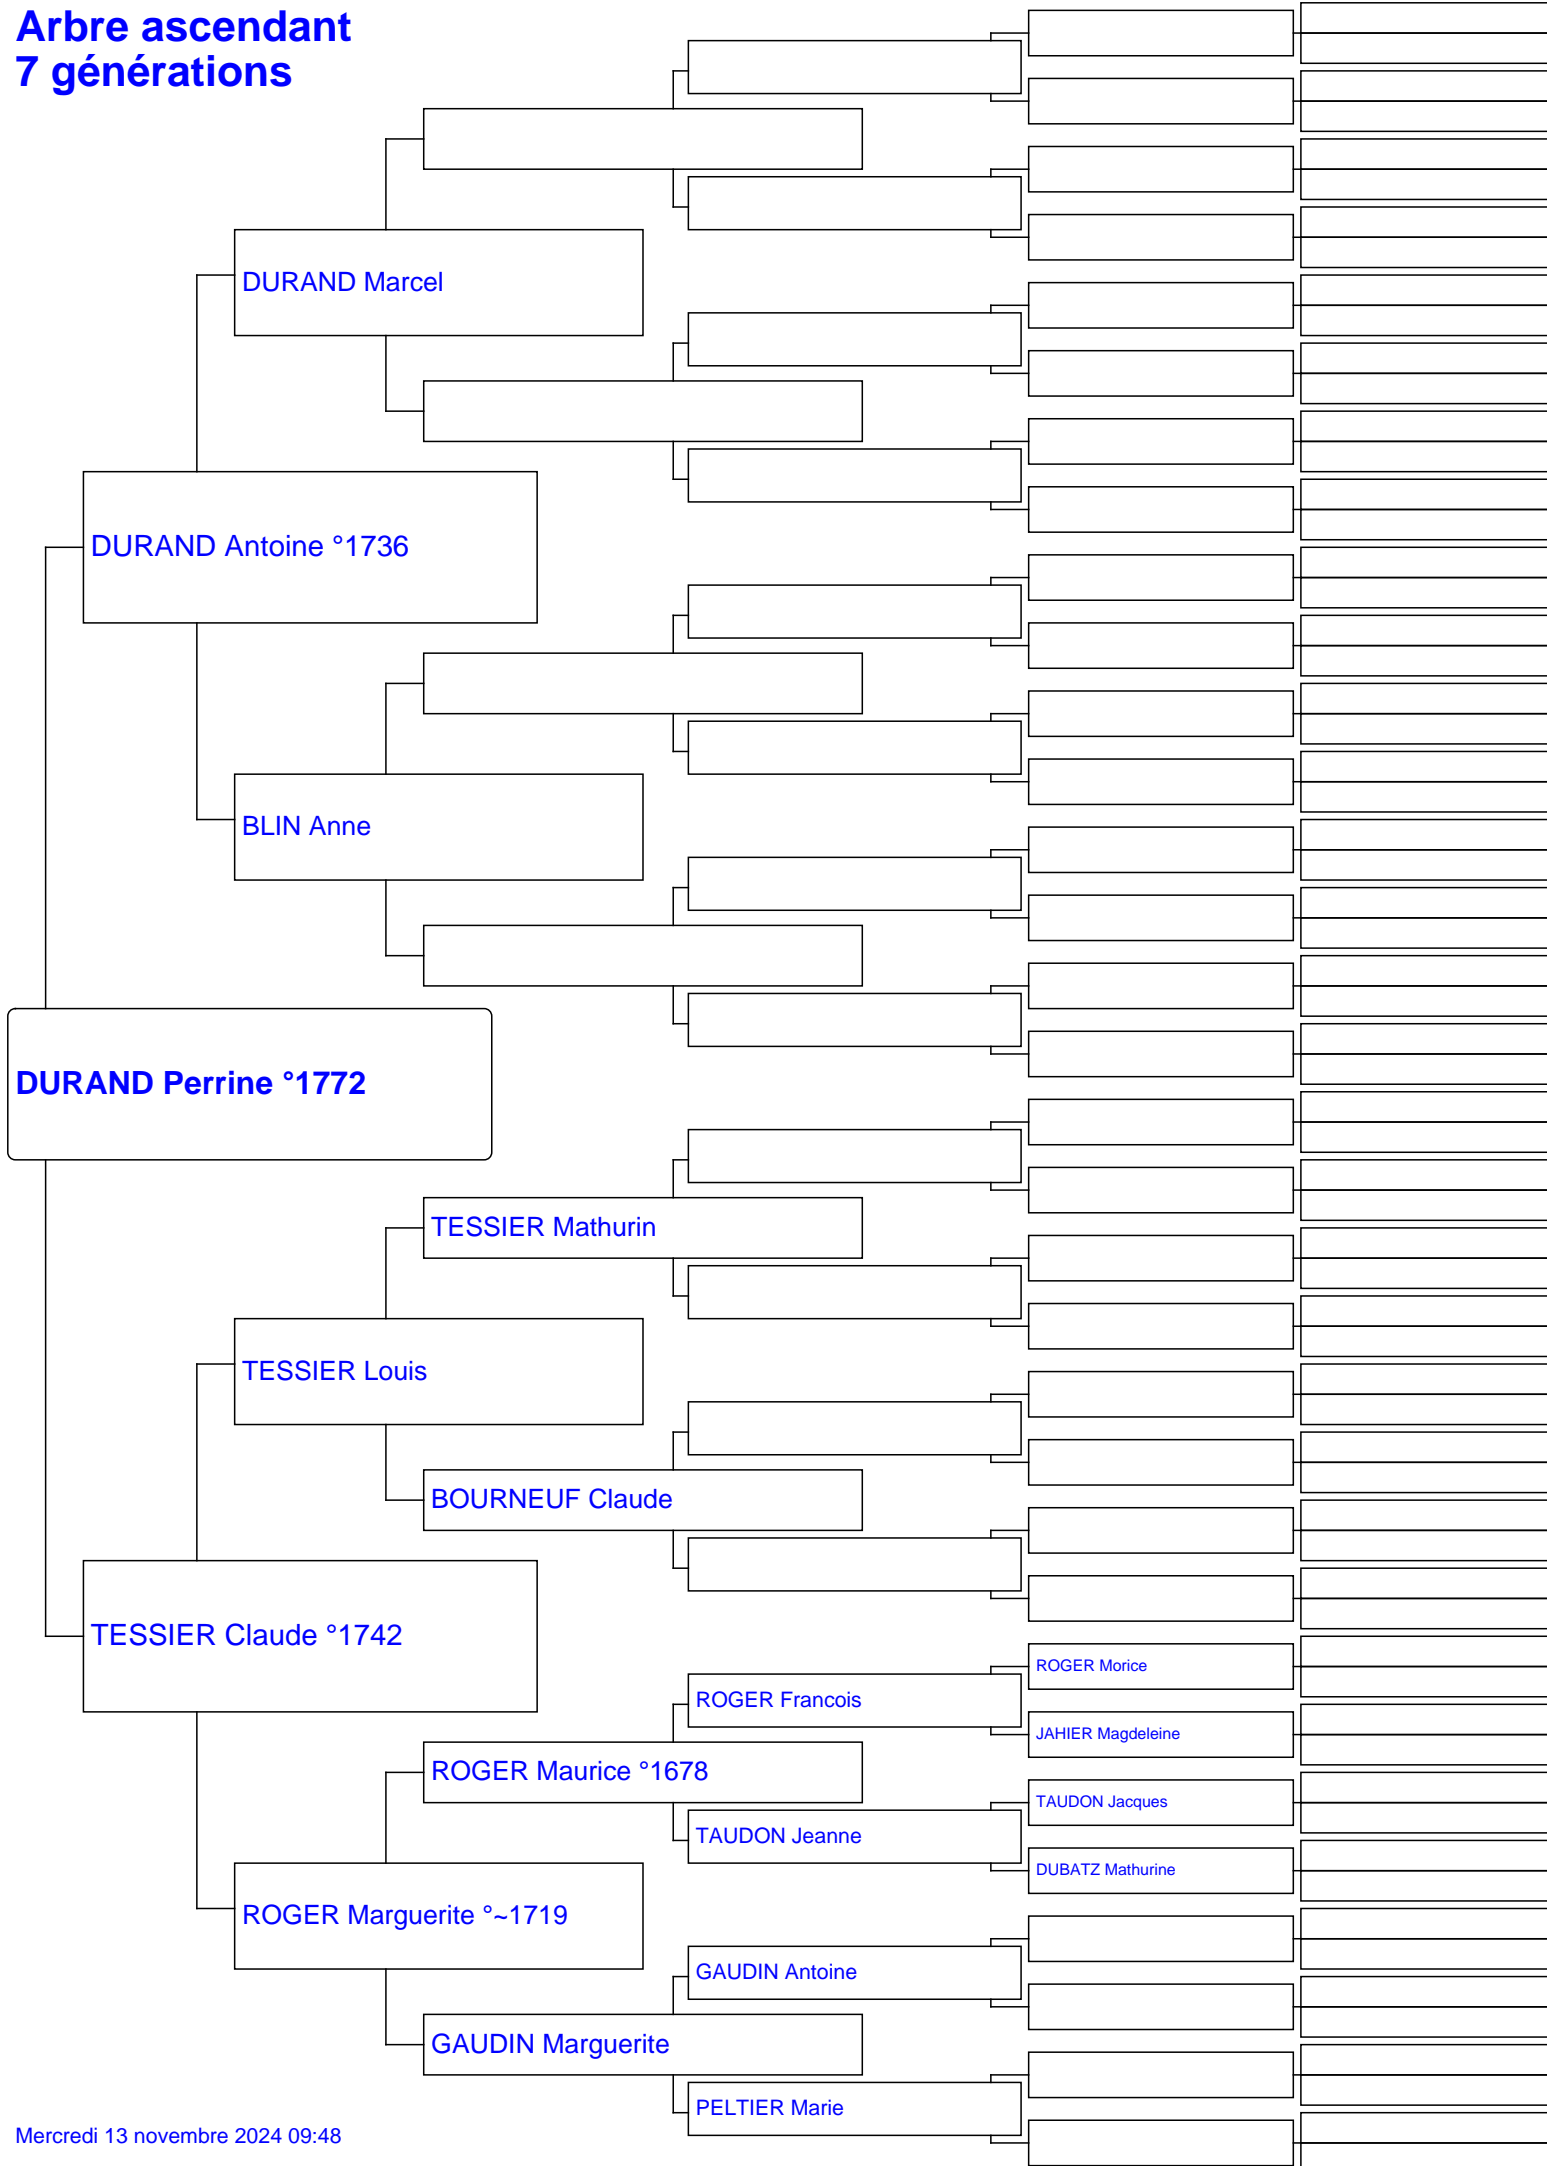 Arbre ascendant
7 générations
DURAND Marcel
DURAND Antoine °1736
BLIN Anne
DURAND Perrine °1772
TESSIER Mathurin
TESSIER Louis
BOURNEUF Claude
TESSIER Claude °1742
ROGER Morice
ROGER Francois
JAHIER Magdeleine
ROGER Maurice °1678
TAUDON Jacques
TAUDON Jeanne
DUBATZ Mathurine
ROGER Marguerite °~1719
GAUDIN Antoine
GAUDIN Marguerite
PELTIER Marie
Mercredi 13 novembre 2024 09:48